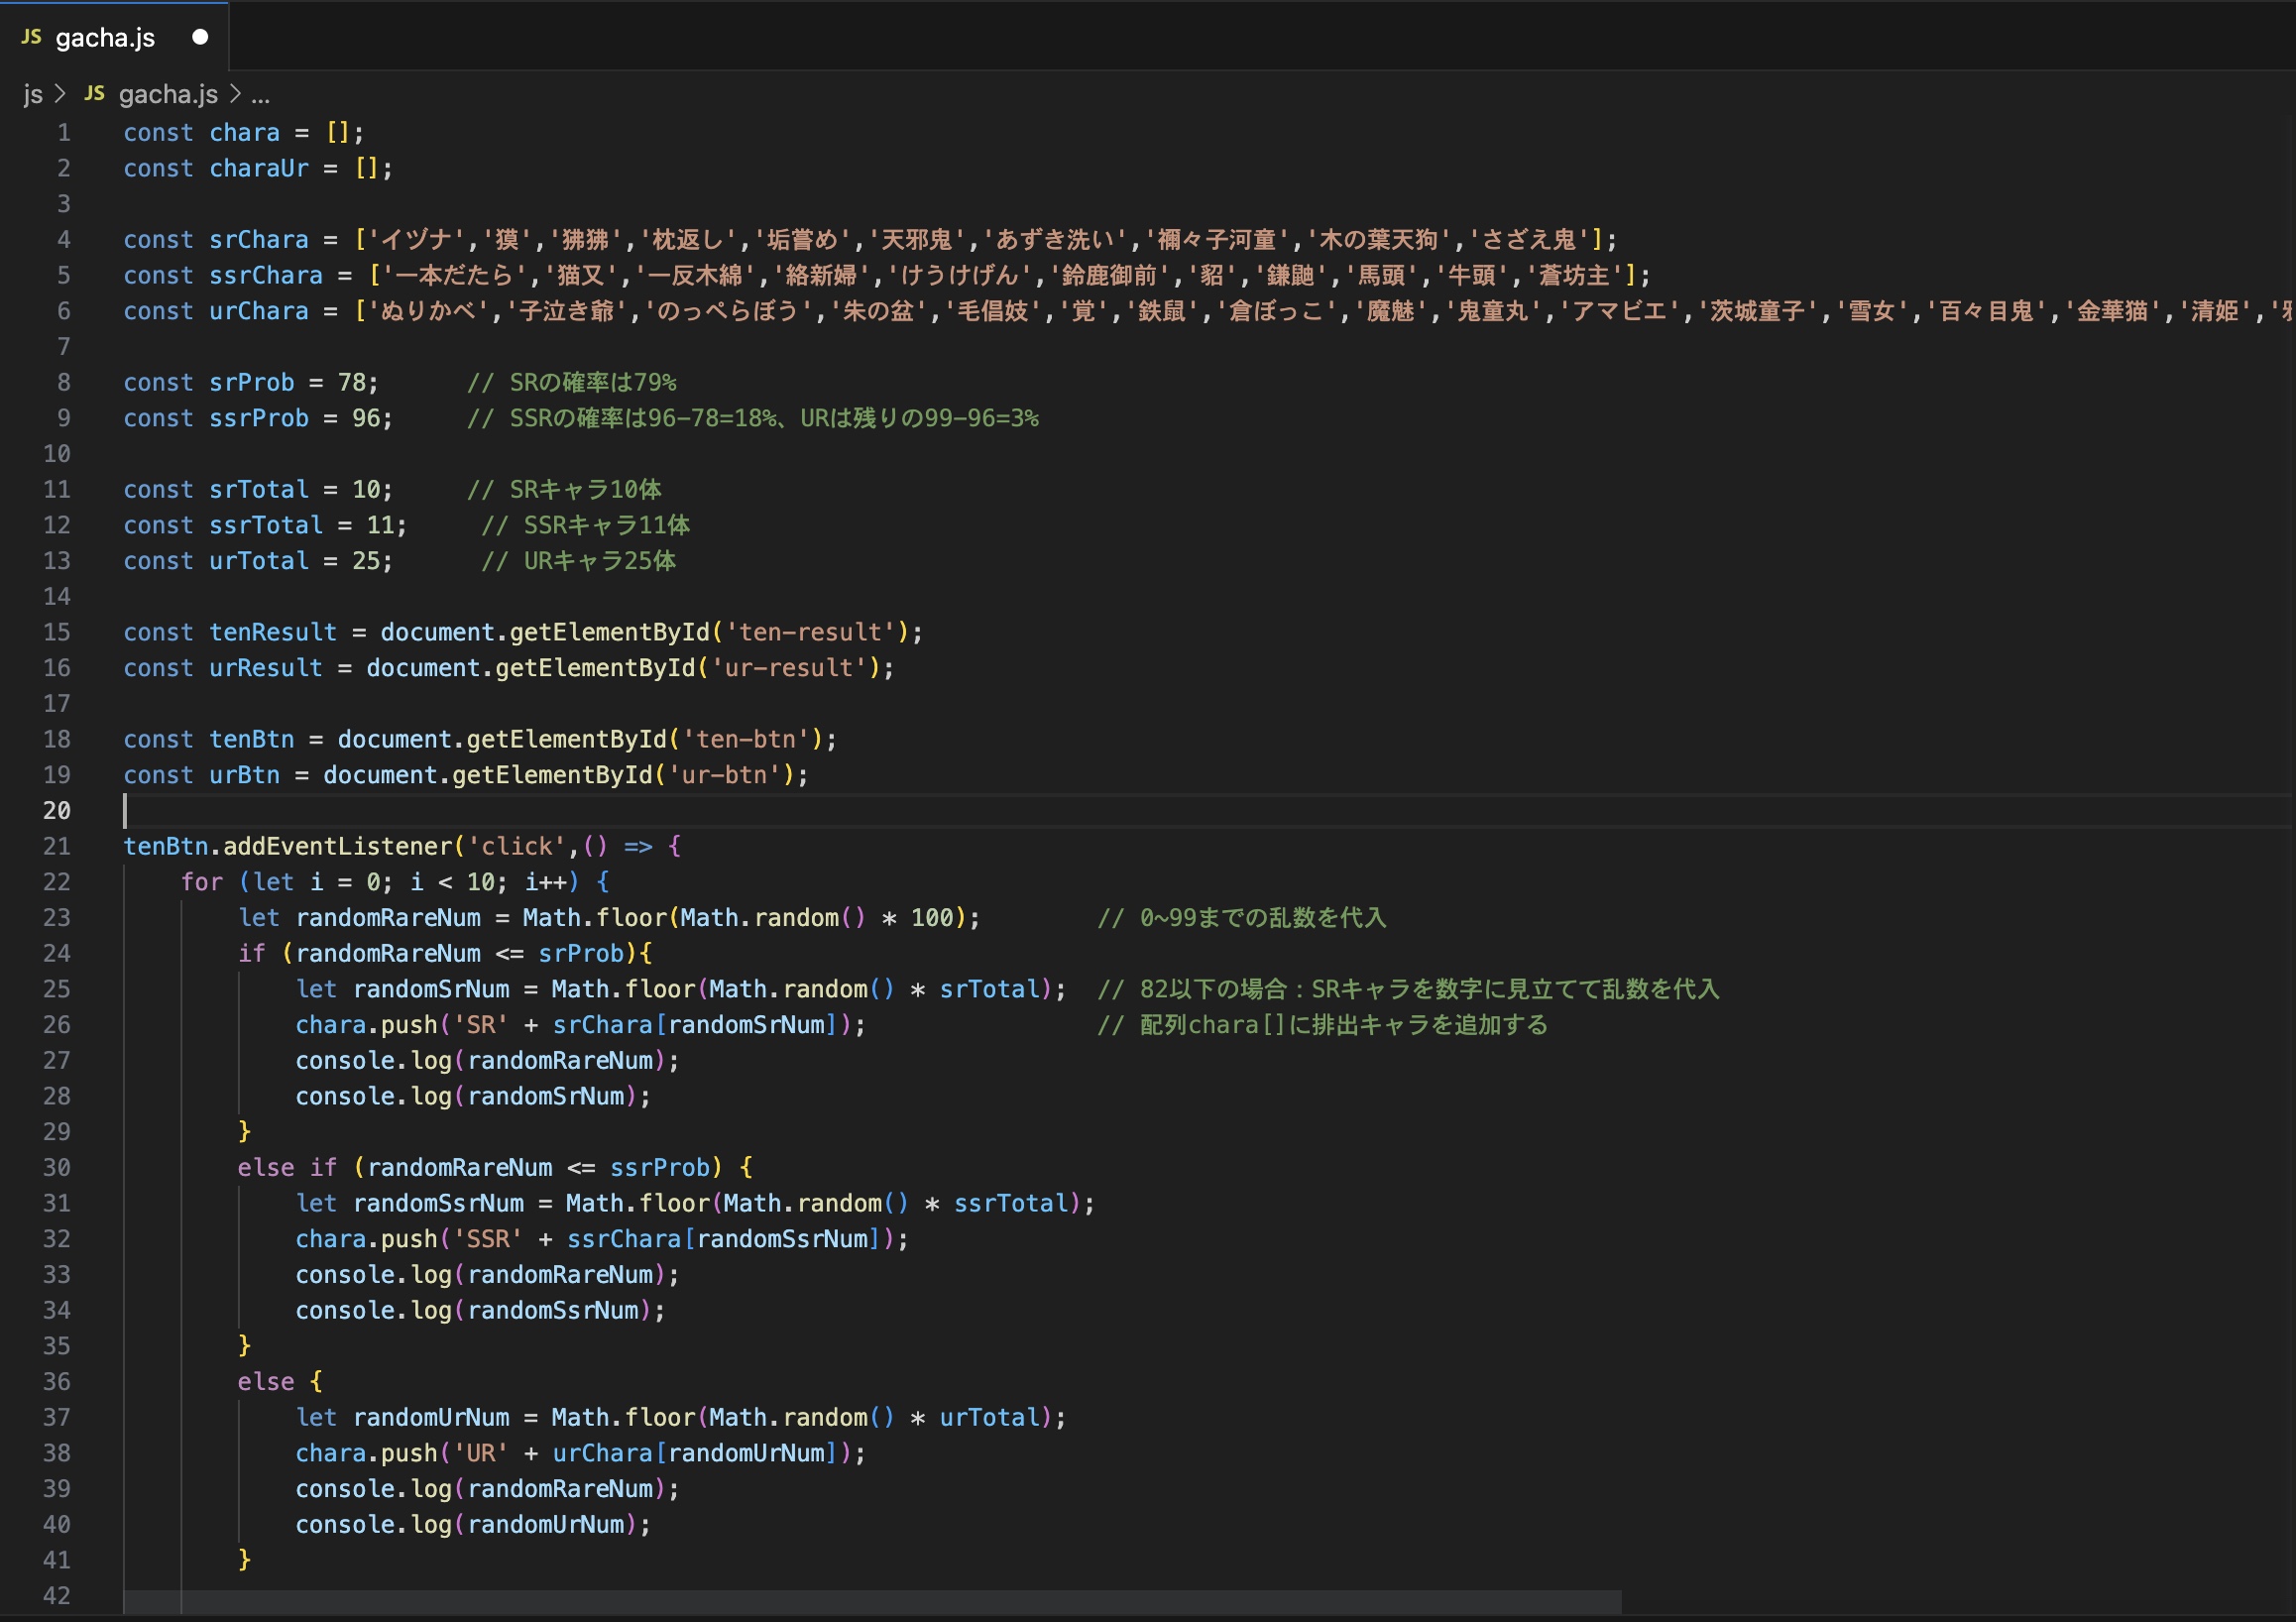 JS gacha.js
js > JS gacha.js > ...
1 const chara = [];
2 const charaUr = [];
3
4 const srChara = ['イヅナ','獏','狒狒','枕返し','垢嘗め','天邪鬼','あずき洗い','禰々子河童','木の葉天狗','さざえ鬼'];
5 const ssrChara = ['一本だたら','猫又','一反木綿','絡新婦','けうけげん','鈴鹿御前','貂','鎌鼬','馬頭','牛頭','蒼坊主'];
6 const urChara = ['ぬりかべ','子泣き爺','のっぺらぼう','朱の盆','毛倡妓','覚','鉄鼠','倉ぼっこ','魔魅','鬼童丸','アマビエ','茨城童子','雪女','百々目鬼','金華猫','清姫','
7
8 const srProb = 78; // SRの確率は79%
9 const ssrProb = 96; // SSRの確率は96-78=18%、URは残りの99-96=3%
10
11 const srTotal = 10; // SRキャラ10体
12 const ssrTotal = 11; // SSRキャラ11体
13 const urTotal = 25; // URキャラ25体
14
15 const tenResult = document.getElementById('ten-result');
16 const urResult = document.getElementById('ur-result');
17
18 const tenBtn = document.getElementById('ten-btn');
19 const urBtn = document.getElementById('ur-btn');
20
21 tenBtn.addEventListener('click',() => {
22 for (let i = 0; i < 10; i++) {
23 let randomRareNum = Math.floor(Math.random() * 100); // 0~99までの乱数を代入
24 if (randomRareNum <= srProb){
25 let randomSrNum = Math.floor(Math.random() * srTotal); // 82以下の場合：SRキャラを数字に見立てて乱数を代入
26 chara.push('SR' + srChara[randomSrNum]); // 配列chara[]に排出キャラを追加する
27 console.log(randomRareNum);
28 console.log(randomSrNum);
29 }
30 else if (randomRareNum <= ssrProb) {
31 let randomSsrNum = Math.floor(Math.random() * ssrTotal);
32 chara.push('SSR' + ssrChara[randomSsrNum]);
33 console.log(randomRareNum);
34 console.log(randomSsrNum);
35 }
36 else {
37 let randomUrNum = Math.floor(Math.random() * urTotal);
38 chara.push('UR' + urChara[randomUrNum]);
39 console.log(randomRareNum);
40 console.log(randomUrNum);
41 }
42